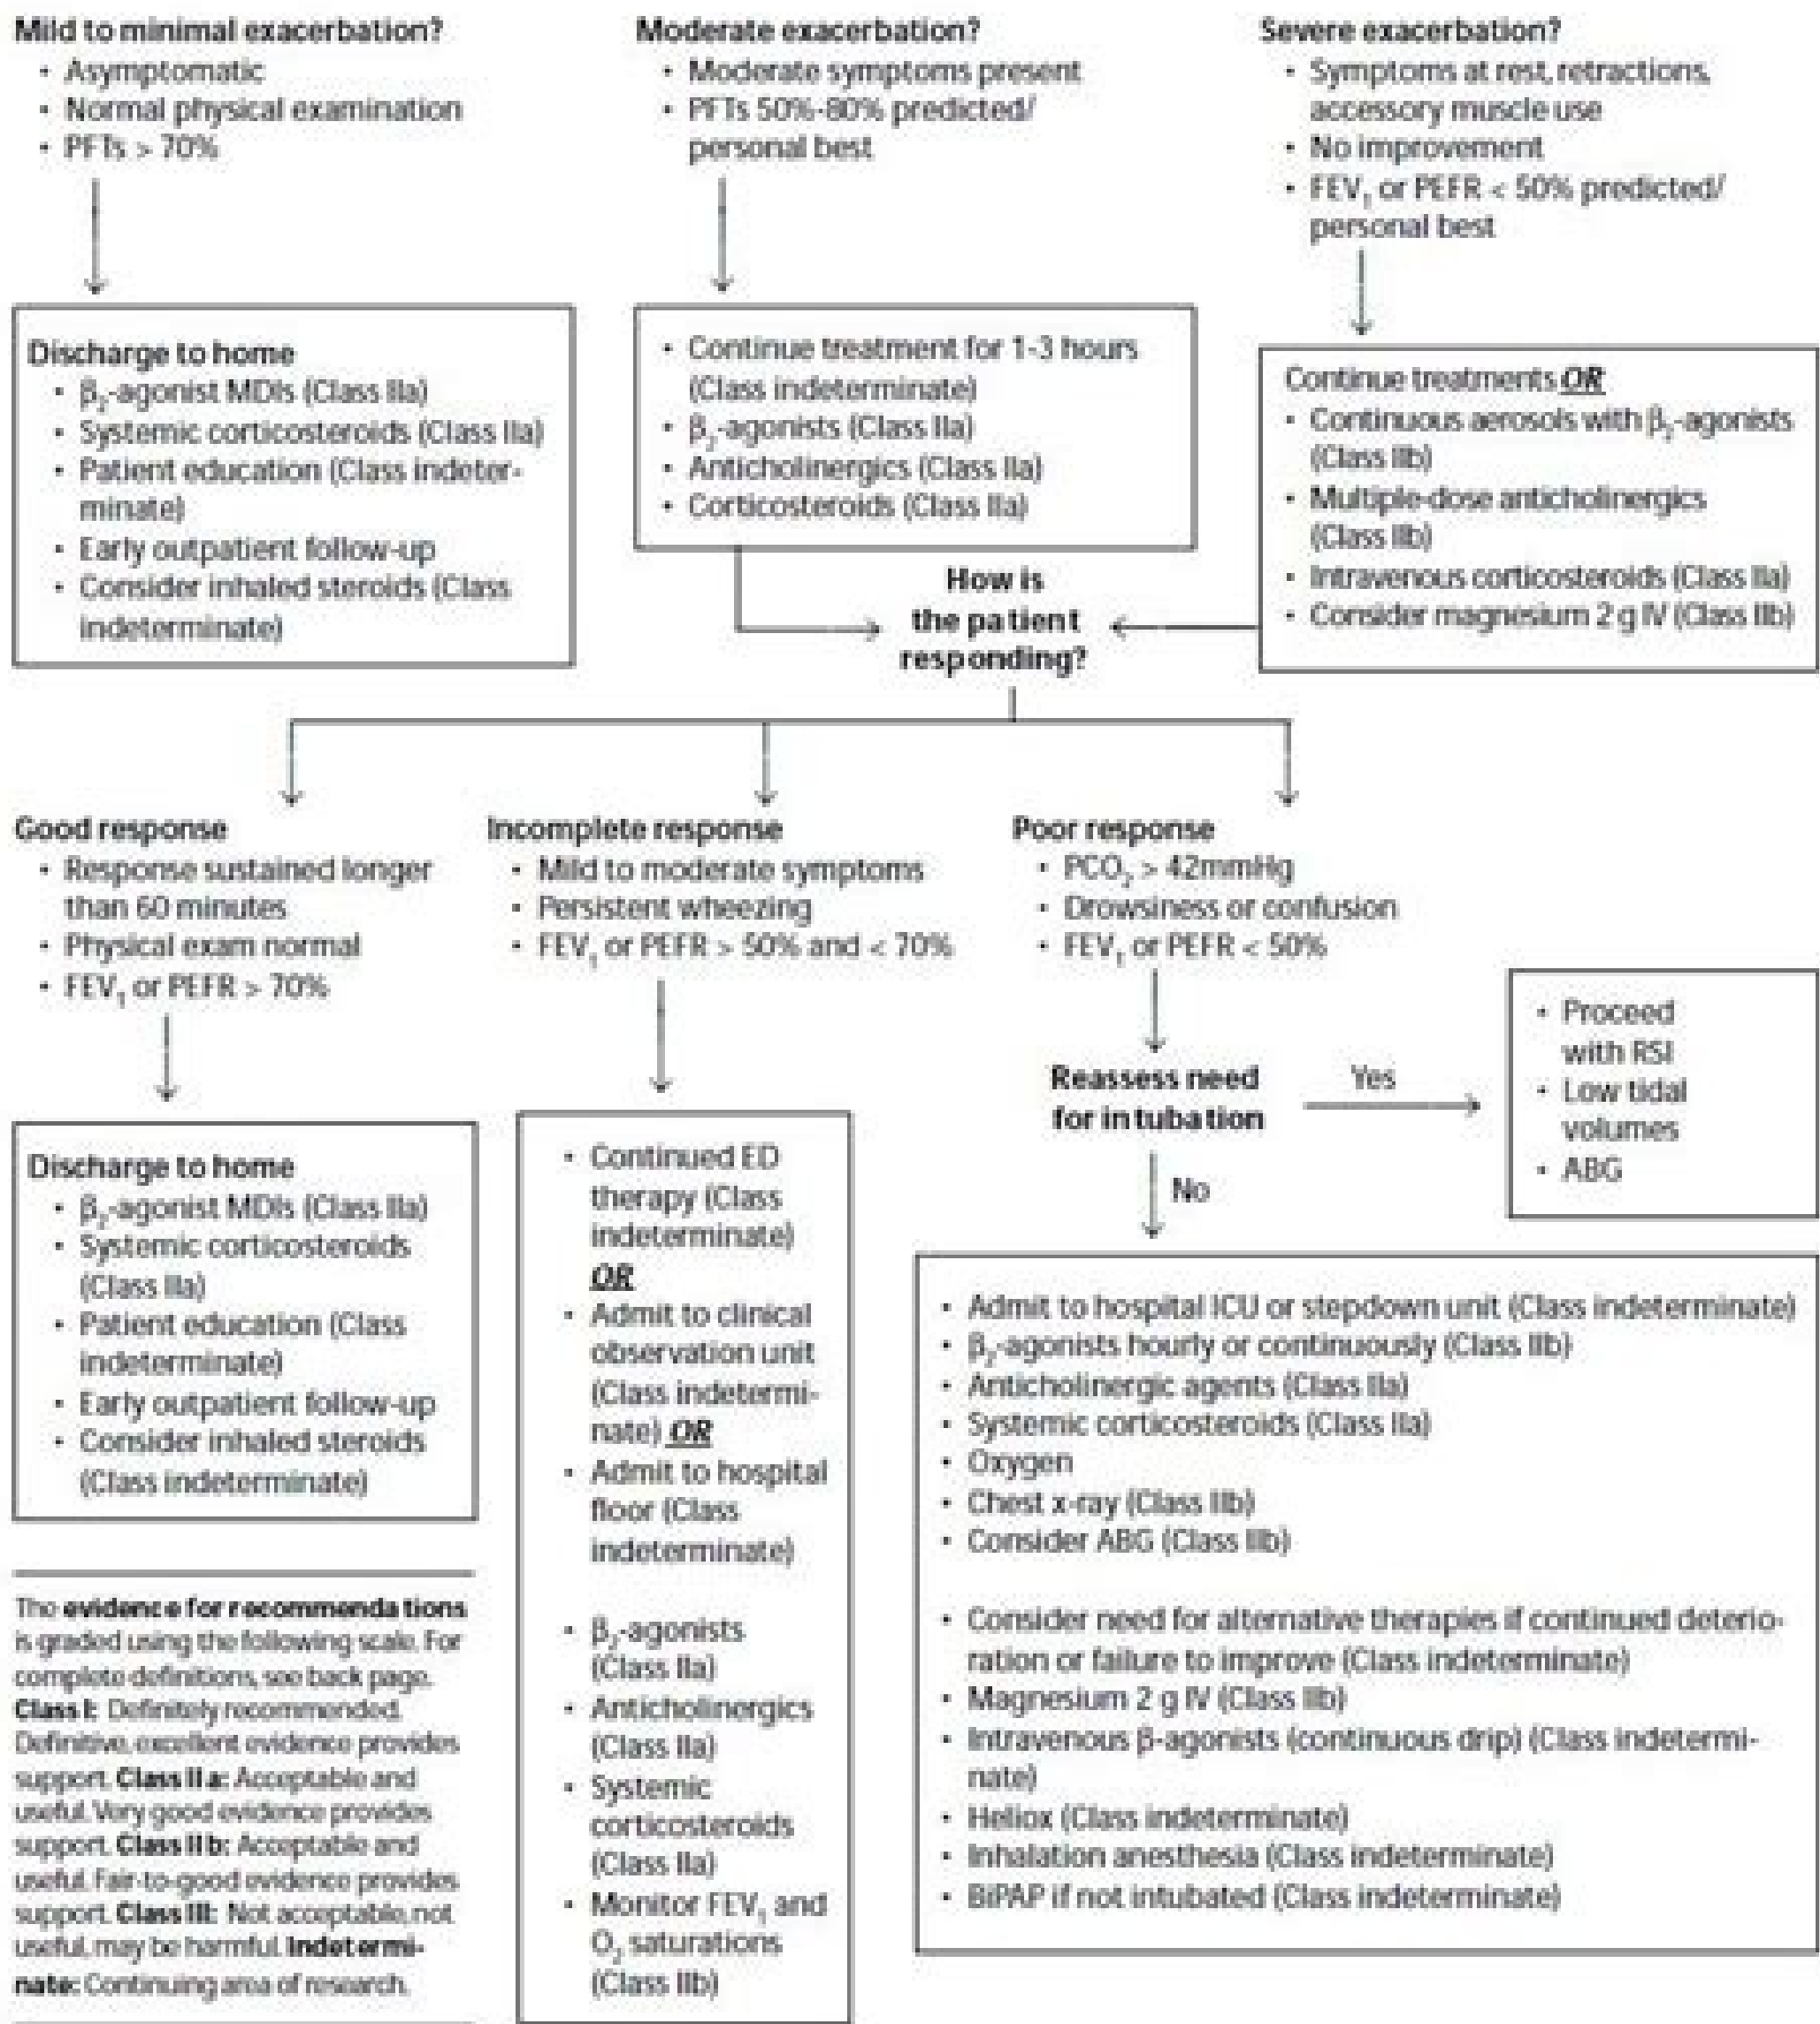 Mild to minimal exacerbation?
• Asymptomatic
• Normal physical examination
• PFTs > 70%
Moderate exacerbation?
• Moderate symptoms present
• PFTs 50%-80% predicted/
personal best
Severe exacerbation?
• Symptoms at rest, retractions,
accessory muscle use
• No improvement
• FEV₁ or PEFR < 50% predicted/
personal best
Discharge to home
• β₂-agonist MDIs (Class IIa)
• Systemic corticosteroids (Class IIa)
• Patient education (Class indeter-
minate)
• Early outpatient follow-up
• Consider inhaled steroids (Class
indeterminate)
• Continue treatment for 1-3 hours
(Class indeterminate)
• β₂-agonists (Class IIa)
• Anticholinergics (Class IIa)
• Corticosteroids (Class IIa)
Continue treatments OR
• Continuous aerosols with β₂-agonists
(Class IIb)
• Multiple-dose anticholinergics
(Class IIb)
• Intravenous corticosteroids (Class IIa)
• Consider magnesium 2 g IV (Class IIb)
How is
the patient
responding?
Good response
• Response sustained longer
than 60 minutes
• Physical exam normal
• FEV₁ or PEFR > 70%
Incomplete response
• Mild to moderate symptoms
• Persistent wheezing
• FEV₁ or PEFR > 50% and < 70%
Poor response
• PCO₂ > 42mmHg
• Drowsiness or confusion
• FEV₁ or PEFR < 50%
Reassess need
for intubation
Yes
No
• Proceed
with RSI
• Low tidal
volumes
• ABG
Discharge to home
• β₂-agonist MDIs (Class IIa)
• Systemic corticosteroids
(Class IIa)
• Patient education (Class
indeterminate)
• Early outpatient follow-up
• Consider inhaled steroids
(Class indeterminate)
• Continued ED
therapy (Class
indeterminate)
OR
• Admit to clinical
observation unit
(Class indetermi-
nate) OR
• Admit to hospital
floor (Class
indeterminate)
• β₂-agonists
(Class IIa)
• Anticholinergics
(Class IIa)
• Systemic
corticosteroids
(Class IIa)
• Monitor FEV₁ and
O₂ saturations
(Class IIb)
• Admit to hospital ICU or stepdown unit (Class indeterminate)
• β₂-agonists hourly or continuously (Class IIb)
• Anticholinergic agents (Class IIa)
• Systemic corticosteroids (Class IIa)
• Oxygen
• Chest x-ray (Class IIb)
• Consider ABG (Class IIb)
• Consider need for alternative therapies if continued deterio-
ration or failure to improve (Class indeterminate)
• Magnesium 2 g IV (Class IIb)
• Intravenous β-agonists (continuous drip) (Class indetermi-
nate)
• Heliox (Class indeterminate)
• Inhalation anesthesia (Class indeterminate)
• BiPAP if not intubated (Class indeterminate)
The evidence for recommendations
is graded using the following scale. For
complete definitions, see back page.
Class I: Definitely recommended.
Definitive, excellent evidence provides
support. Class IIa: Acceptable and
useful. Very good evidence provides
support. Class IIb: Acceptable and
useful. Fair-to-good evidence provides
support. Class III: Not acceptable, not
useful, may be harmful. Indetermi-
nate: Continuing area of research.